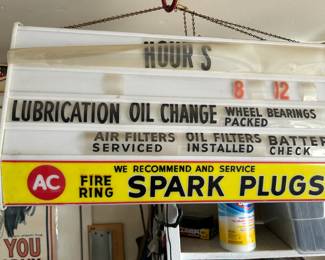 HOURS
8 12
LUBRICATION OIL CHANGE WHEEL BEARINGS PACKED
AIR FILTERS SERVICED OIL FILTERS INSTALLED BATTER CHECK
WE RECOMMEND AND SERVICE
AC FIRE RING SPARK PLUGS
YOU